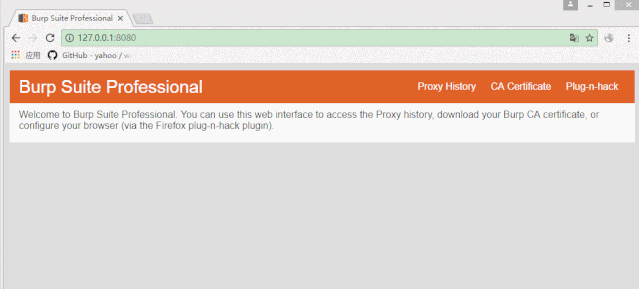 Burp Suite Professional
127.0.0.1:8080
应用 GitHub - yahoo /
Burp Suite Professional
Proxy History CA Certificate Plug-n-hack
Welcome to Burp Suite Professional. You can use this web interface to access the Proxy history, download your Burp CA certificate, or
configure your browser (via the Firefox plug-n-hack plugin).